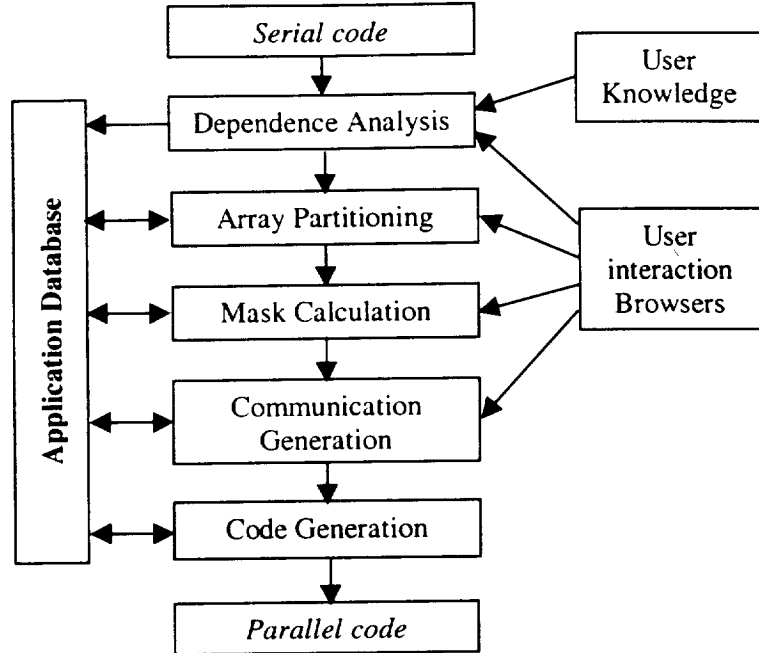 Serial code
User
Knowledge
Dependence Analysis
Application Database
Array Partitioning
User
interaction
Browsers
Mask Calculation
Communication
Generation
Code Generation
Parallel code